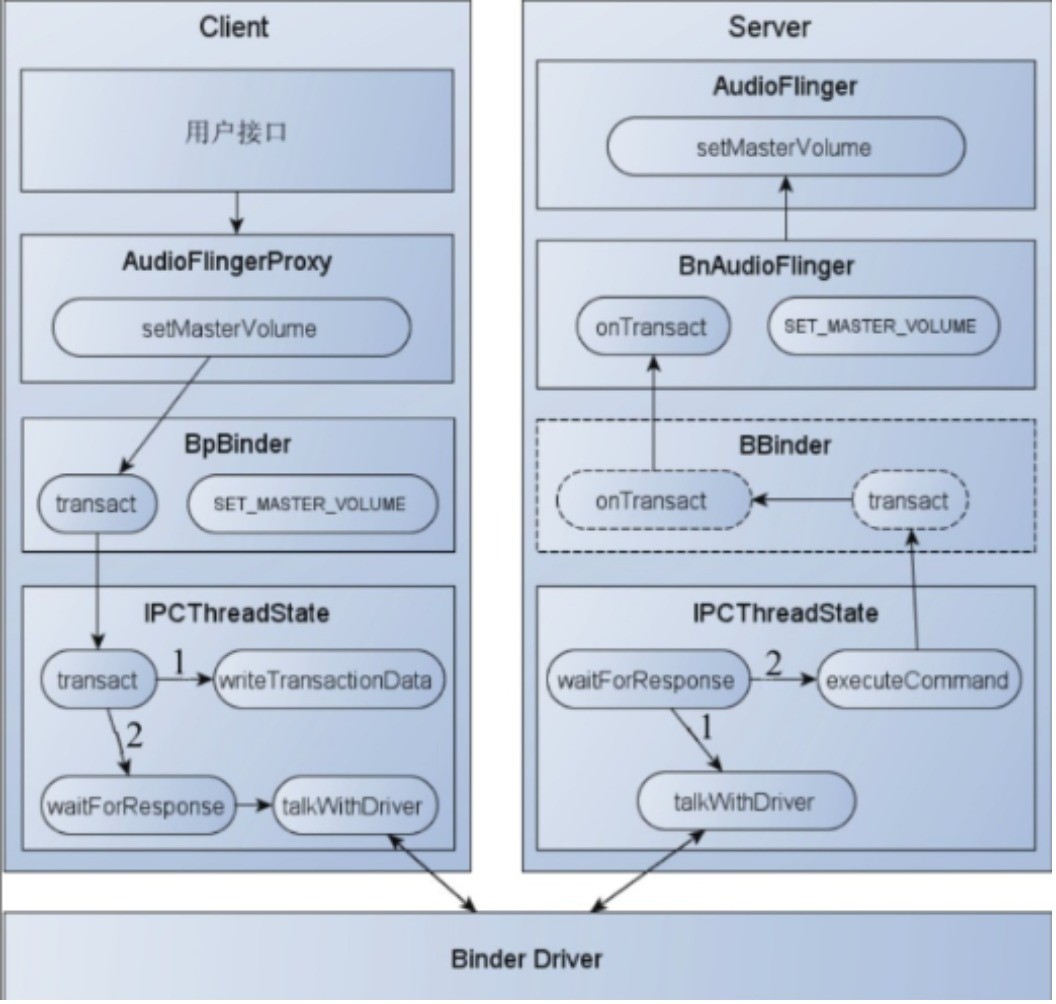 Client
用户接口
AudioFlingerProxy
setMasterVolume
BpBinder
transact
SET_MASTER_VOLUME
IPCThreadState
transact
1
writeTransactionData
2
waitForResponse
talkWithDriver
Server
AudioFlinger
setMasterVolume
BnAudioFlinger
onTransact
SET_MASTER_VOLUME
BBinder
onTransact
transact
IPCThreadState
waitForResponse
2
executeCommand
1
talkWithDriver
Binder Driver